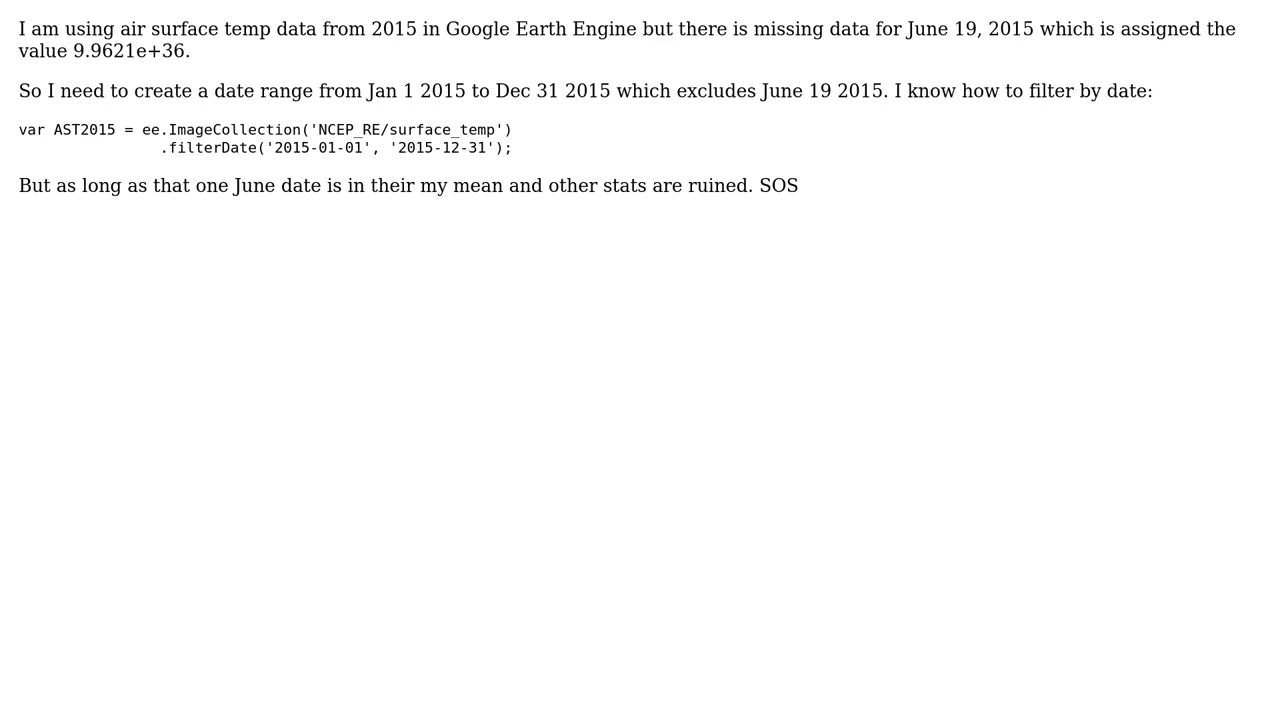 I am using air surface temp data from 2015 in Google Earth Engine but there is missing data for June 19, 2015 which is assigned the
value 9.9621e+36.
So I need to create a date range from Jan 1 2015 to Dec 31 2015 which excludes June 19 2015. I know how to filter by date:
var AST2015 = ee.ImageCollection('NCEP_RE/surface_temp')
                .filterDate('2015-01-01', '2015-12-31');
But as long as that one June date is in their my mean and other stats are ruined. SOS